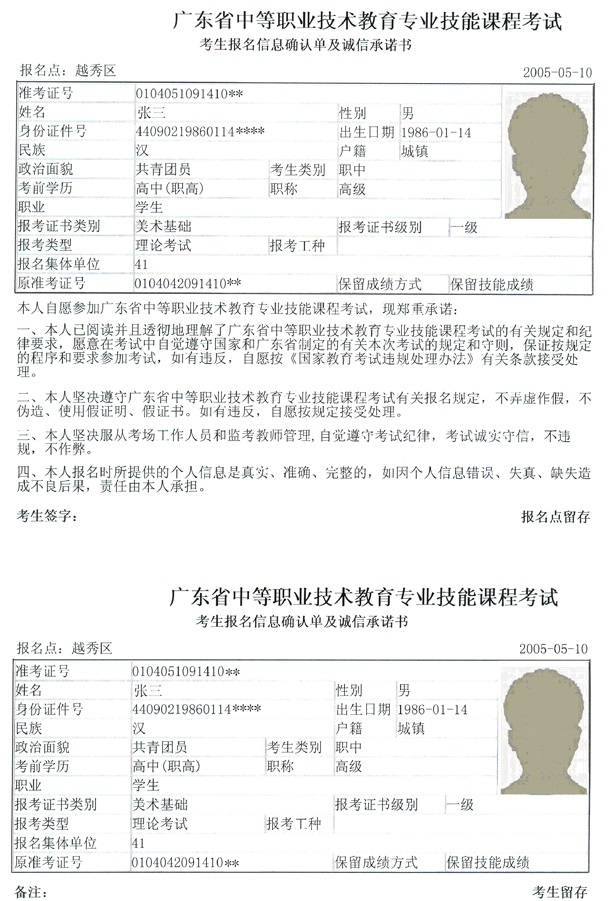 广东省中等职业技术教育专业技能课程考试
考生报名信息确认单及诚信承诺书
报名点：越秀区 2005-05-10
准考证号 0104051091410**
姓名 张三 性别 男
身份证件号 44090219860114**** 出生日期 1986-01-14
民族 汉 户籍 城镇
政治面貌 共青团员 考生类别 职中
考前学历 高中(职高) 职称 高级
职业 学生
报考证书类别 美术基础 报考证书级别 一级
报考类型 理论考试 报考工种
报名集体单位 41
原准考证号 0104042091410** 保留成绩方式 保留技能成绩
本人自愿参加广东省中等职业技术教育专业技能课程考试，现郑重承诺：
一、本人已阅读并且透彻地理解了广东省中等职业技术教育专业技能课程考试的有关规定和纪
律要求，愿意在考试中自觉遵守国家和广东省制定的有关本次考试的规定和守则，保证按规定
的程序和要求参加考试，如有违反，自愿按《国家教育考试违规处理办法》有关条款接受处
理。
二、本人坚决遵守广东省中等职业技术教育专业技能课程考试有关报名规定，不弄虚作假，不
伪造、使用假证明、假证书。如有违反，自愿按规定接受处理。
三、本人坚决服从考场工作人员和监考教师管理,自觉遵守考试纪律，考试诚实守信，不违
规，不作弊。
四、本人报名时所提供的个人信息是真实、准确、完整的，如因个人信息错误、失真、缺失造
成不良后果，责任由本人承担。
考生签字： 报名点留存
广东省中等职业技术教育专业技能课程考试
考生报名信息确认单及诚信承诺书
报名点：越秀区 2005-05-10
准考证号 0104051091410**
姓名 张三 性别 男
身份证件号 44090219860114**** 出生日期 1986-01-14
民族 汉 户籍 城镇
政治面貌 共青团员 考生类别 职中
考前学历 高中(职高) 职称 高级
职业 学生
报考证书类别 美术基础 报考证书级别 一级
报考类型 理论考试 报考工种
报名集体单位 41
原准考证号 0104042091410** 保留成绩方式 保留技能成绩
备注： 考生留存